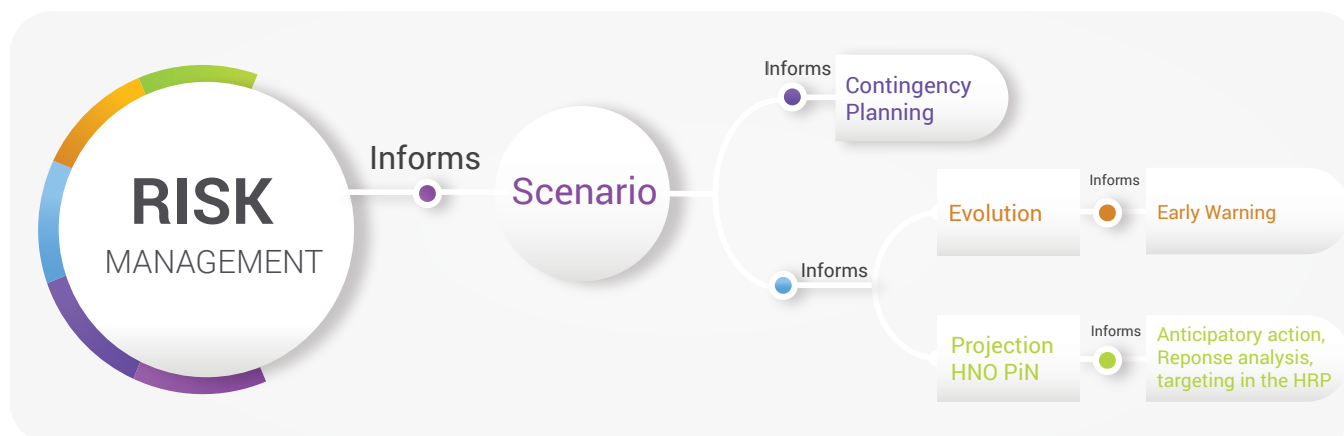 RISK
MANAGEMENT
Informs
Scenario
Informs
Contingency
Planning
Informs
Evolution
Informs
Early Warning
Projection
HNO PiN
Informs
Anticipatory action,
Reponse analysis,
targeting in the HRP